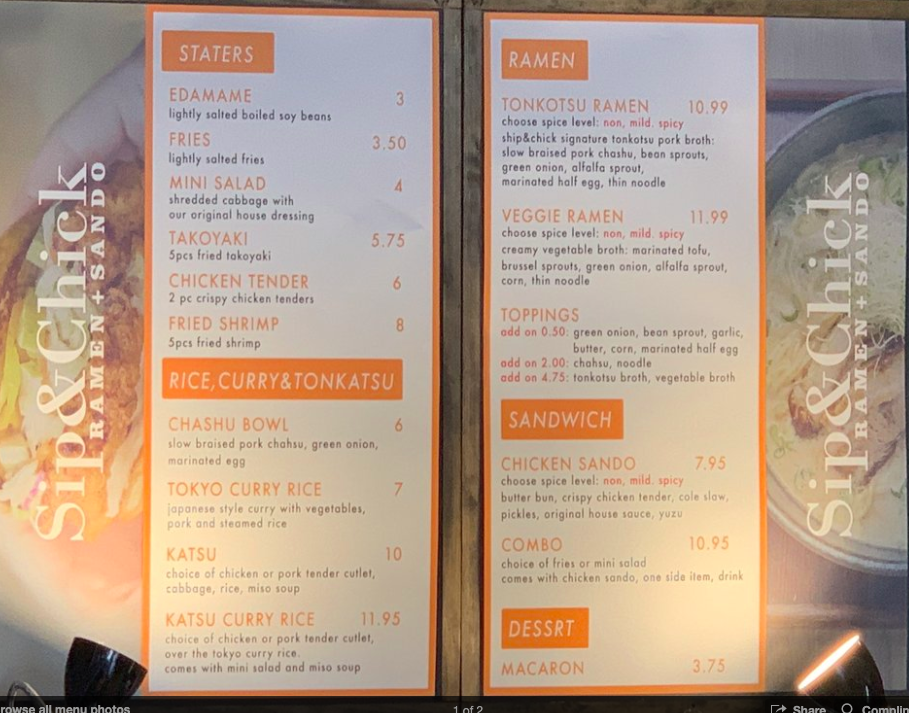 Sip&Chick
RAMEN+SANDO
STATERS
EDAMAME 3
lightly salted boiled soy beans
FRIES 3.50
lightly salted fries
MINI SALAD 4
shredded cabbage with
our original house dressing
TAKOYAKI 5.75
5pcs fried takoyaki
CHICKEN TENDER 6
2 pc crispy chicken tenders
FRIED SHRIMP 8
5pcs fried shrimp
RICE,CURRY&TONKATSU
CHASHU BOWL 6
slow braised pork chahsu, green onion,
marinated egg
TOKYO CURRY RICE 7
japanese style curry with vegetables,
pork and steamed rice
KATSU 10
choice of chicken or pork tender cutlet,
cabbage, rice, miso soup
KATSU CURRY RICE 11.95
choice of chicken or pork tender cutlet,
over the tokyo curry rice.
comes with mini salad and miso soup
RAMEN
TONKOTSU RAMEN 10.99
choose spice level: non, mild. spicy
ship&chick signature tonkotsu pork broth:
slow braised pork chashu, bean sprouts,
green onion, alfalfa sprout,
marinated half egg, thin noodle
VEGGIE RAMEN 11.99
choose spice level: non, mild. spicy
creamy vegetable broth: marinated tofu,
brussel sprouts, green onion, alfalfa sprout,
corn, thin noodle
TOPPINGS
add on 0.50: green onion, bean sprout, garlic,
butter, corn, marinated half egg
add on 2.00: chahsu, noodle
add on 4.75: tonkotsu broth, vegetable broth
SANDWICH
CHICKEN SANDO 7.95
choose spice level: non, mild. spicy
butter bun, crispy chicken tender, cole slaw,
pickles, original house sauce, yuzu
COMBO 10.95
choice of fries or mini salad
comes with chicken sando, one side item, drink
DESSRT
MACARON 3.75
Sip&Chick
RAMEN+SANDO
rowse all menu photos 1 of 2 Share Complin